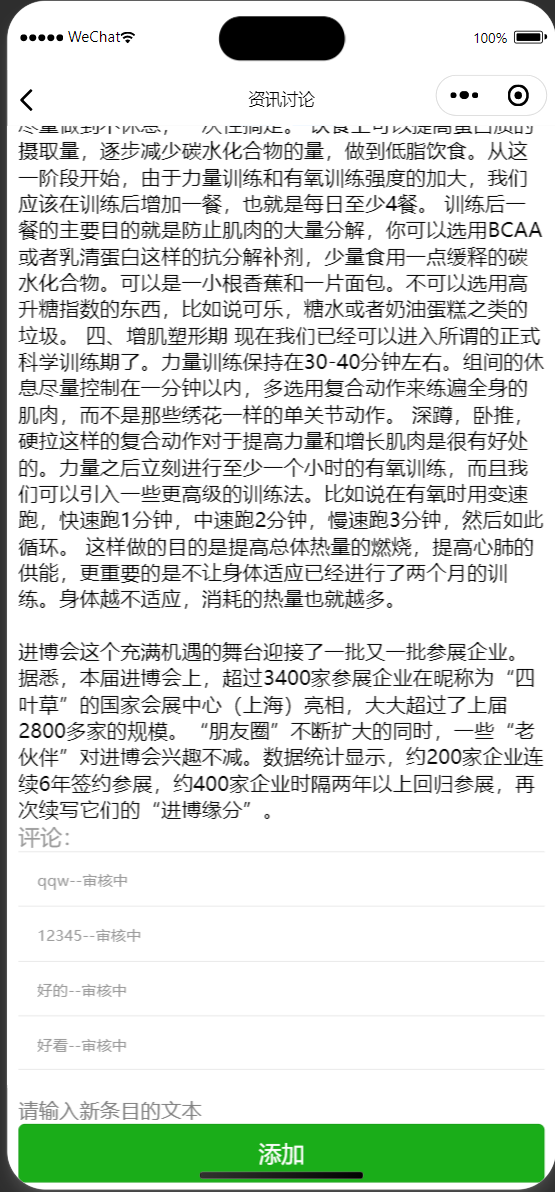 WeChat
100%
资讯讨论
尽量做到不休息，一次性搞定。 饮食上可以提高蛋白质的
摄取量，逐步减少碳水化合物的量，做到低脂饮食。从这
一阶段开始，由于力量训练和有氧训练强度的加大，我们
应该在训练后增加一餐，也就是每日至少4餐。 训练后一
餐的主要目的就是防止肌肉的大量分解，你可以选用BCAA
或者乳清蛋白这样的抗分解补剂，少量食用一点缓释的碳
水化合物。可以是一小根香蕉和一片面包。不可以选用高
升糖指数的东西，比如说可乐，糖水或者奶油蛋糕之类的
垃圾。 四、增肌塑形期 现在我们已经可以进入所谓的正式
科学训练期了。力量训练保持在30-40分钟左右。组间的休
息尽量控制在一分钟以内，多选用复合动作来练遍全身的
肌肉，而不是那些绣花一样的单关节动作。 深蹲，卧推，
硬拉这样的复合动作对于提高力量和增长肌肉是很有好处
的。力量之后立刻进行至少一个小时的有氧训练，而且我
们可以引入一些更高级的训练法。比如说在有氧时用变速
跑，快速跑1分钟，中速跑2分钟，慢速跑3分钟，然后如此
循环。 这样做的目的是提高总体热量的燃烧，提高心肺的
供能，更重要的是不让身体适应已经进行了两个月的训
练。身体越不适应，消耗的热量也就越多。
进博会这个充满机遇的舞台迎接了一批又一批参展企业。
据悉，本届进博会上，超过3400家参展企业在昵称为“四
叶草”的国家会展中心（上海）亮相，大大超过了上届
2800多家的规模。“朋友圈”不断扩大的同时，一些“老
伙伴”对进博会兴趣不减。数据统计显示，约200家企业连
续6年签约参展，约400家企业时隔两年以上回归参展，再
次续写它们的“进博缘分”。
评论：
qqw--审核中
12345--审核中
好的--审核中
好看--审核中
请输入新条目的文本
添加